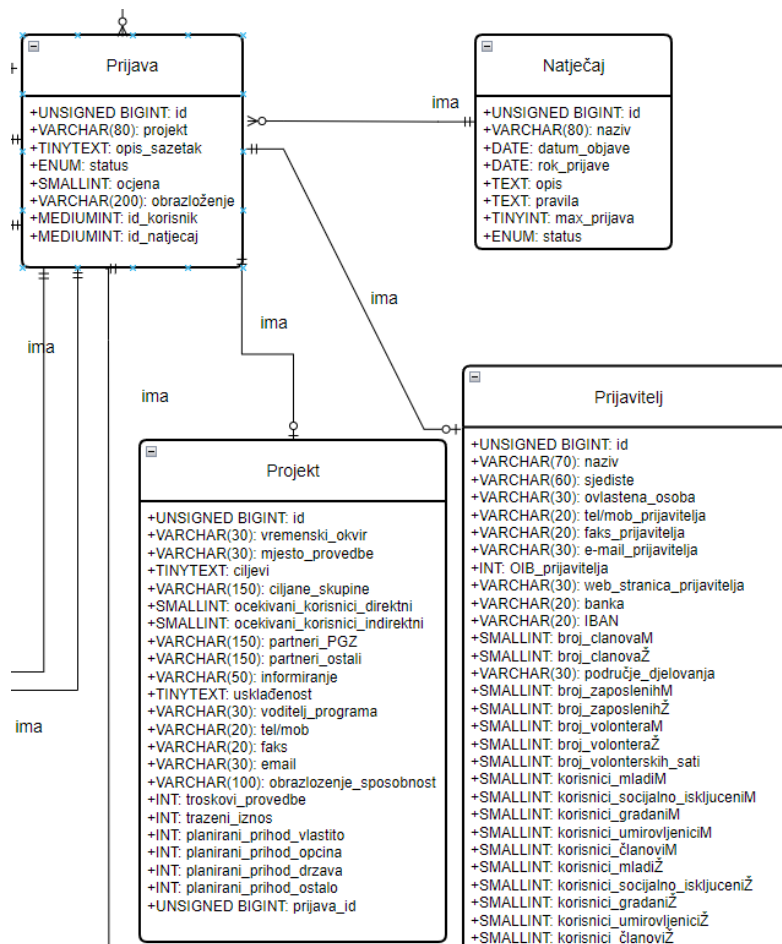 Prijava
+UNSIGNED BIGINT: id
+VARCHAR(80): projekt
+TINYTEXT: opis_sazetak
+ENUM: status
+SMALLINT: ocjena
+VARCHAR(200): obrazloženje
+MEDIUMINT: id_korisnik
+MEDIUMINT: id_natjecaj
ima
Natječaj
+UNSIGNED BIGINT: id
+VARCHAR(80): naziv
+DATE: datum_objave
+DATE: rok_prijave
+TEXT: opis
+TEXT: pravila
+TINYINT: max_prijava
+ENUM: status
ima
ima
ima
ima
ima
Projekt
+UNSIGNED BIGINT: id
+VARCHAR(30): vremenski_okvir
+VARCHAR(30): mjesto_provedbe
+TINYTEXT: ciljevi
+VARCHAR(150): ciljane_skupine
+SMALLINT: ocekivani_korisnici_direktni
+SMALLINT: ocekivani_korisnici_indirektni
+VARCHAR(150): partneri_PGZ
+VARCHAR(150): partneri_ostali
+VARCHAR(50): informiranje
+TINYTEXT: usklađenost
+VARCHAR(30): voditelj_programa
+VARCHAR(20): tel/mob
+VARCHAR(20): faks
+VARCHAR(30): email
+VARCHAR(100): obrazlozenje_sposobnost
+INT: troskovi_provedbe
+INT: trazeni_iznos
+INT: planirani_prihod_vlastito
+INT: planirani_prihod_opcina
+INT: planirani_prihod_drzava
+INT: planirani_prihod_ostalo
+UNSIGNED BIGINT: prijava_id
Prijavitelj
+UNSIGNED BIGINT: id
+VARCHAR(70): naziv
+VARCHAR(60): sjediste
+VARCHAR(30): ovlastena_osoba
+VARCHAR(20): tel/mob_prijavitelja
+VARCHAR(20): faks_prijavitelja
+VARCHAR(30): e-mail_prijavitelja
+INT: OIB_prijavitelja
+VARCHAR(30): web_stranica_prijavitelja
+VARCHAR(20): banka
+VARCHAR(20): IBAN
+SMALLINT: broj_clanovaM
+SMALLINT: broj_clanovaŽ
+VARCHAR(30): područje_djelovanja
+SMALLINT: broj_zaposlenihM
+SMALLINT: broj_zaposlenihŽ
+SMALLINT: broj_volonteraM
+SMALLINT: broj_volonteraŽ
+SMALLINT: broj_volonterskih_sati
+SMALLINT: korisnici_mladiM
+SMALLINT: korisnici_socijalno_iskljuceniM
+SMALLINT: korisnici_gradaniM
+SMALLINT: korisnici_umirovljeniciM
+SMALLINT: korisnici_članoviM
+SMALLINT: korisnici_mladiŽ
+SMALLINT: korisnici_socijalno_iskljuceniŽ
+SMALLINT: korisnici_gradaniŽ
+SMALLINT: korisnici_umirovljeniciŽ
+SMALLINT: korisnici_članoviŽ